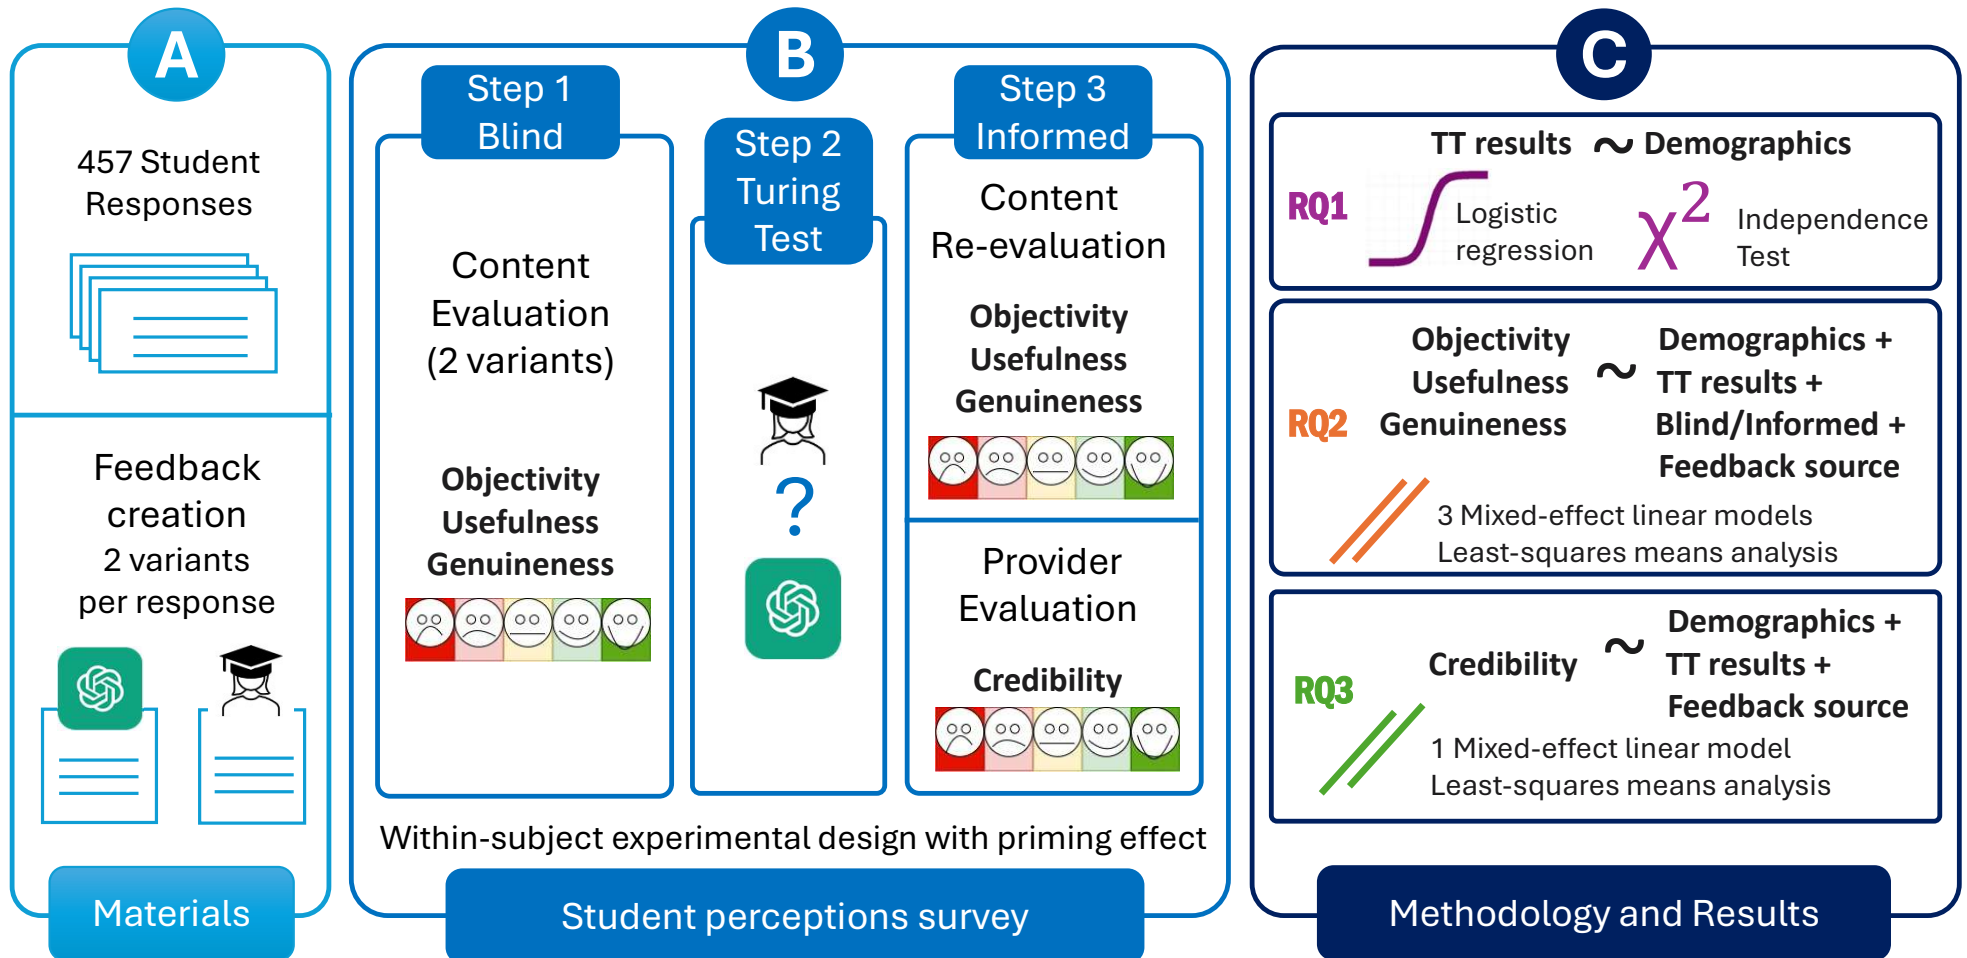 A
457 Student
Responses
Feedback
creation
2 variants
per response
Materials
B
Step 1
Blind
Content
Evaluation
(2 variants)
Objectivity
Usefulness
Genuineness
Step 2
Turing
Test
?
Step 3
Informed
Content
Re-evaluation
Objectivity
Usefulness
Genuineness
Provider
Evaluation
Credibility
Within-subject experimental design with priming effect
Student perceptions survey
C
RQ1
TT results ~ Demographics
Logistic
regression
χ²
Independence
Test
RQ2
Objectivity
Usefulness
Genuineness
~
Demographics +
TT results +
Blind/Informed +
Feedback source
3 Mixed-effect linear models
Least-squares means analysis
RQ3
Credibility
~
Demographics +
TT results +
Feedback source
1 Mixed-effect linear model
Least-squares means analysis
Methodology and Results